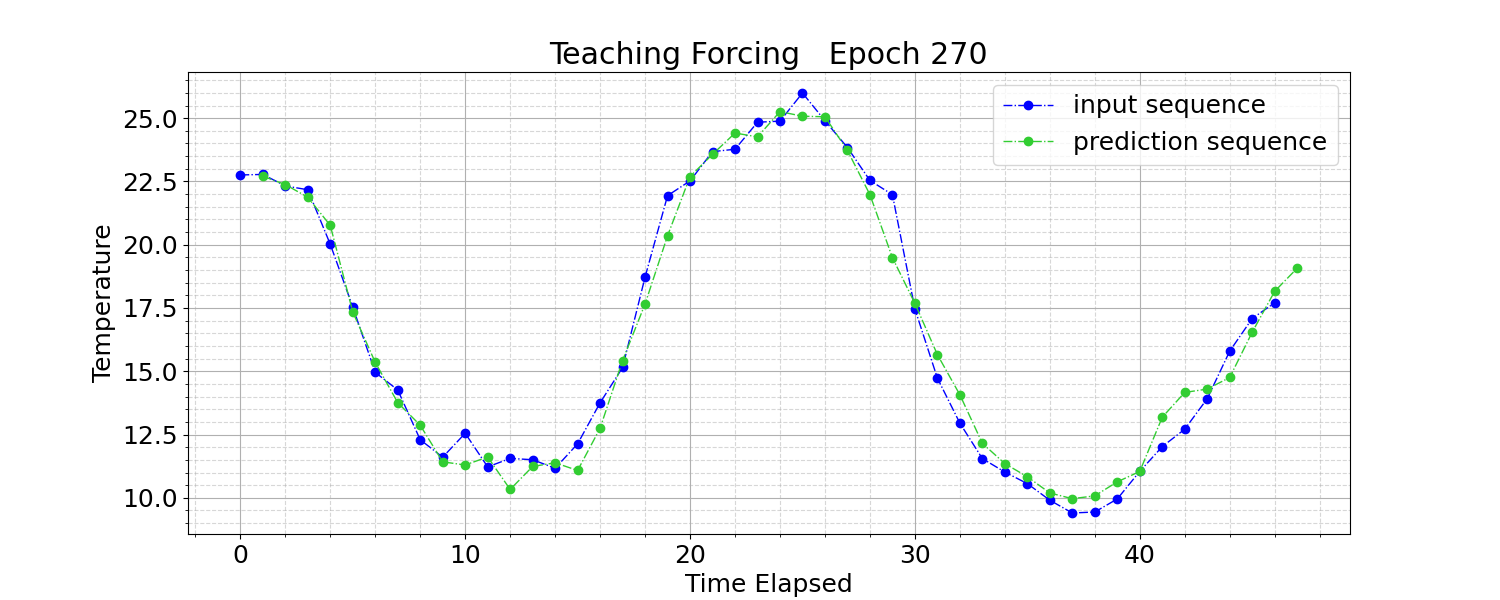 Teaching Forcing   Epoch 270
input sequence
prediction sequence
Temperature
25.0
22.5
20.0
17.5
15.0
12.5
10.0
0 10 20 30 40
Time Elapsed